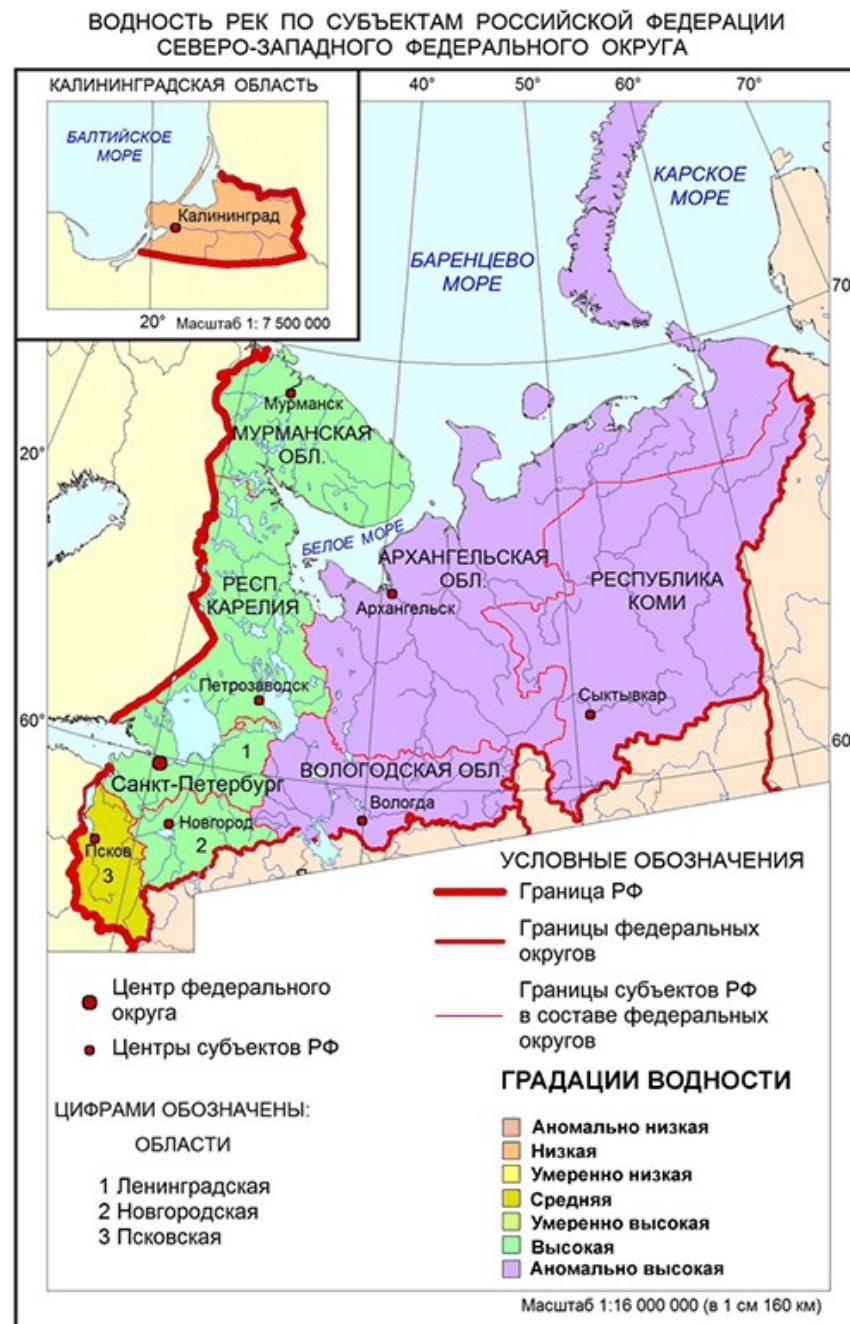 ВОДНОСТЬ РЕК ПО СУБЪЕКТАМ РОССИЙСКОЙ ФЕДЕРАЦИИ
СЕВЕРО-ЗАПАДНОГО ФЕДЕРАЛЬНОГО ОКРУГА
КАЛИНИНГРАДСКАЯ ОБЛАСТЬ
40° 50° 60° 70°
БАЛТИЙСКОЕ
МОРЕ
Калининград
20° Масштаб 1: 7 500 000
КАРСКОЕ
МОРЕ
БАРЕНЦЕВО
МОРЕ
70
Мурманск
МУРМАНСКАЯ
ОБЛ.
20°
БЕЛОЕ МОРЕ
АРХАНГЕЛЬСКАЯ
ОБЛ.
Архангельск
РЕСП.
КАРЕЛИЯ
РЕСПУБЛИКА
КОМИ
Петрозаводск
Сыктывкар
60°
60
1
Санкт-Петербург
ВОЛОГОДСКАЯ ОБЛ.
Вологда
Новгород
2
Псков
3
УСЛОВНЫЕ ОБОЗНАЧЕНИЯ
Граница РФ
Границы федеральных
округов
Границы субъектов РФ
в составе федеральных
округов
Центр федерального
округа
Центры субъектов РФ
ЦИФРАМИ ОБОЗНАЧЕНЫ:
ОБЛАСТИ
1 Ленинградская
2 Новгородская
3 Псковская
ГРАДАЦИИ ВОДНОСТИ
Аномально низкая
Низкая
Умеренно низкая
Средняя
Умеренно высокая
Высокая
Аномально высокая
Масштаб 1:16 000 000 (в 1 см 160 км)